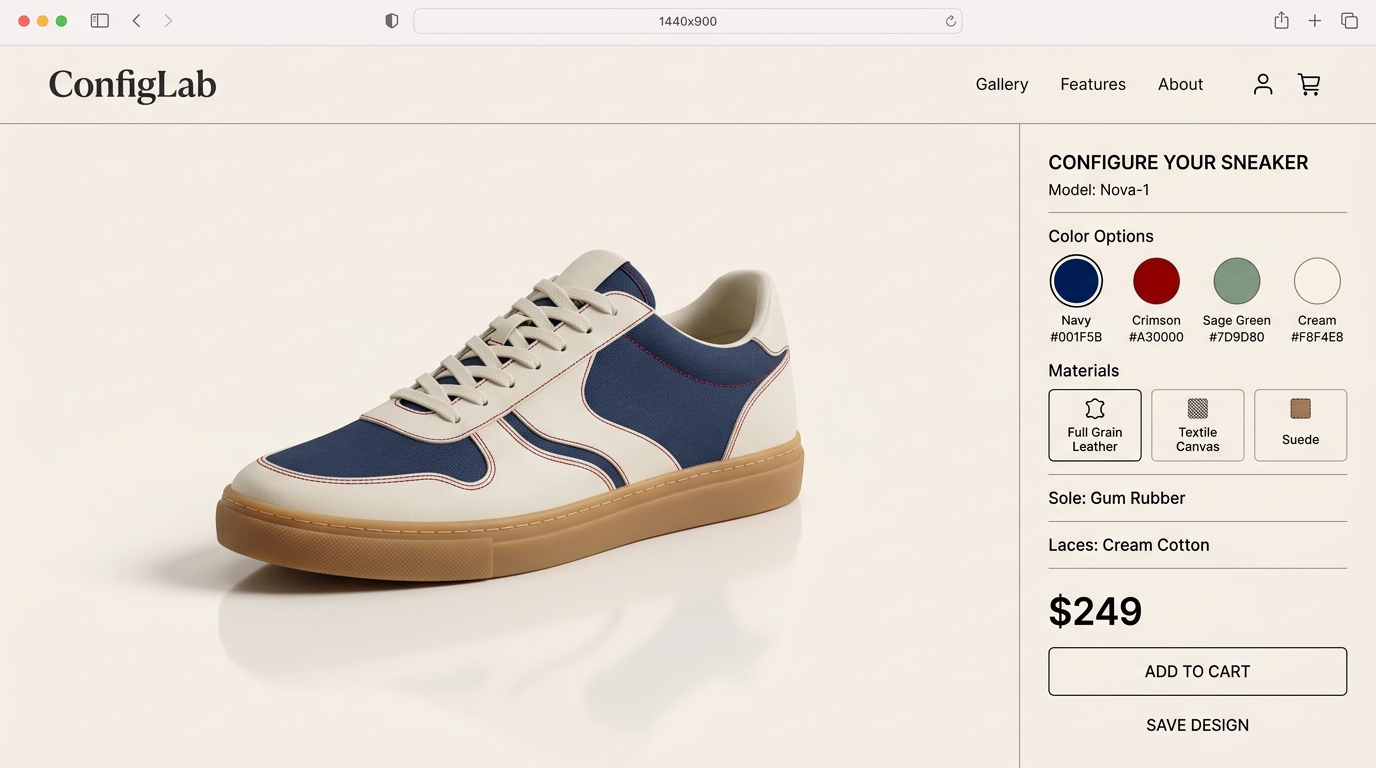 1440x900
ConfigLab
Gallery
Features
About
CONFIGURE YOUR SNEAKER
Model: Nova-1
Color Options
Navy
#001F5B
Crimson
#A30000
Sage Green
#7D9D80
Cream
#F8F4E8
Materials
Full Grain
Leather
Textile
Canvas
Suede
Sole: Gum Rubber
Laces: Cream Cotton
$249
ADD TO CART
SAVE DESIGN